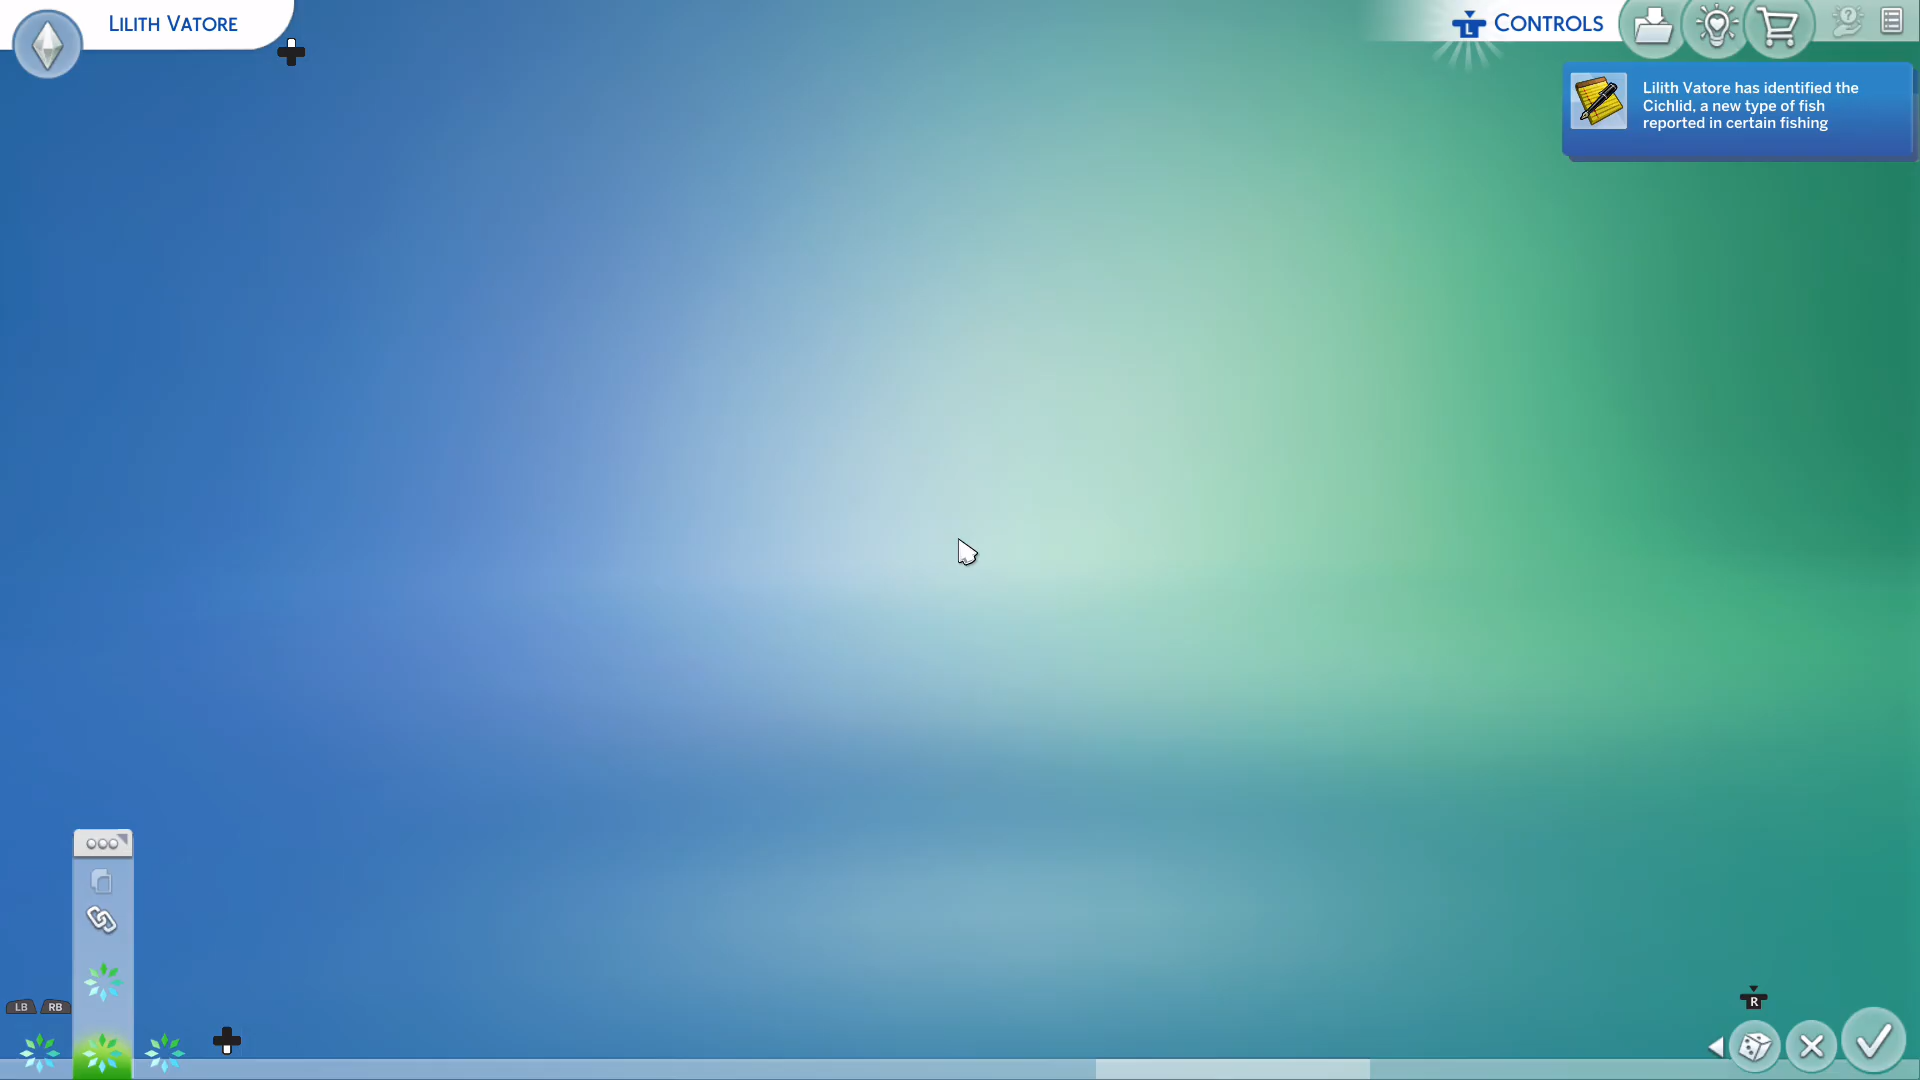 LILITH VATORE
L CONTROLS
?
Lilith Vatore has identified the
Cichlid, a new type of fish
reported in certain fishing
LB RB
R